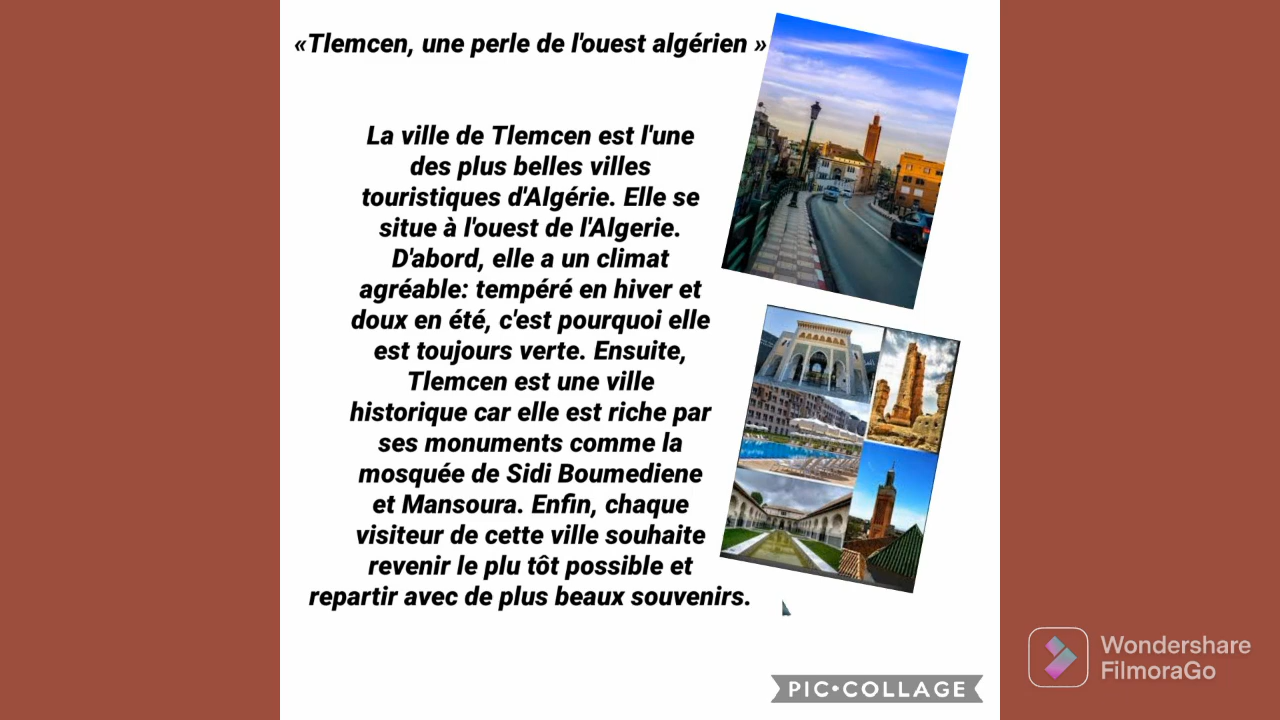 «Tlemcen, une perle de l'ouest algérien »
La ville de Tlemcen est l'une
des plus belles villes
touristiques d'Algérie. Elle se
situe à l'ouest de l'Algerie.
D'abord, elle a un climat
agréable: tempéré en hiver et
doux en été, c'est pourquoi elle
est toujours verte. Ensuite,
Tlemcen est une ville
historique car elle est riche par
ses monuments comme la
mosquée de Sidi Boumediene
et Mansoura. Enfin, chaque
visiteur de cette ville souhaite
revenir le plu tôt possible et
repartir avec de plus beaux souvenirs.
PIC•COLLAGE
Wondershare
FilmoraGo